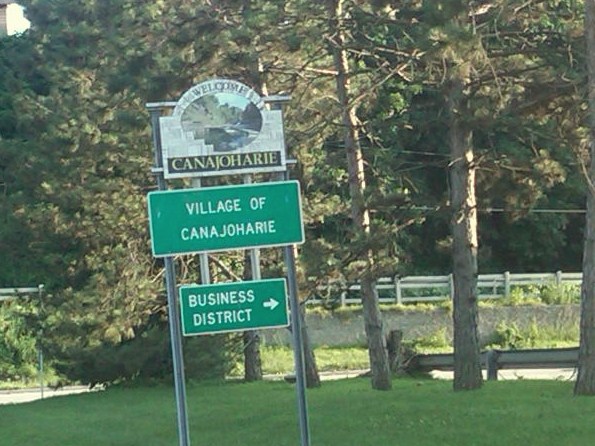 WELCOME
CANAJOHARIE
VILLAGE OF
CANAJOHARIE
BUSINESS
DISTRICT